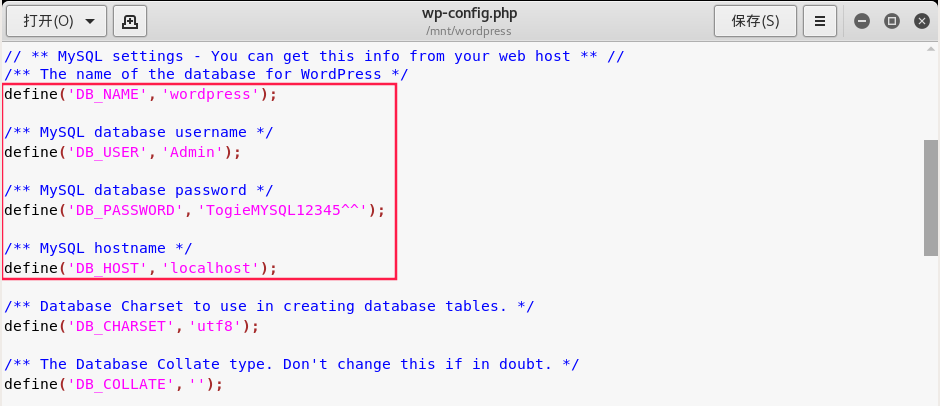 打开(O)
wp-config.php
/mnt/wordpress
保存(S)
// ** MySQL settings - You can get this info from your web host ** //
/** The name of the database for WordPress */
define('DB_NAME', 'wordpress');
/** MySQL database username */
define('DB_USER', 'Admin');
/** MySQL database password */
define('DB_PASSWORD', 'TogieMYSQL12345^^');
/** MySQL hostname */
define('DB_HOST', 'localhost');
/** Database Charset to use in creating database tables. */
define('DB_CHARSET', 'utf8');
/** The Database Collate type. Don't change this if in doubt. */
define('DB_COLLATE', '');